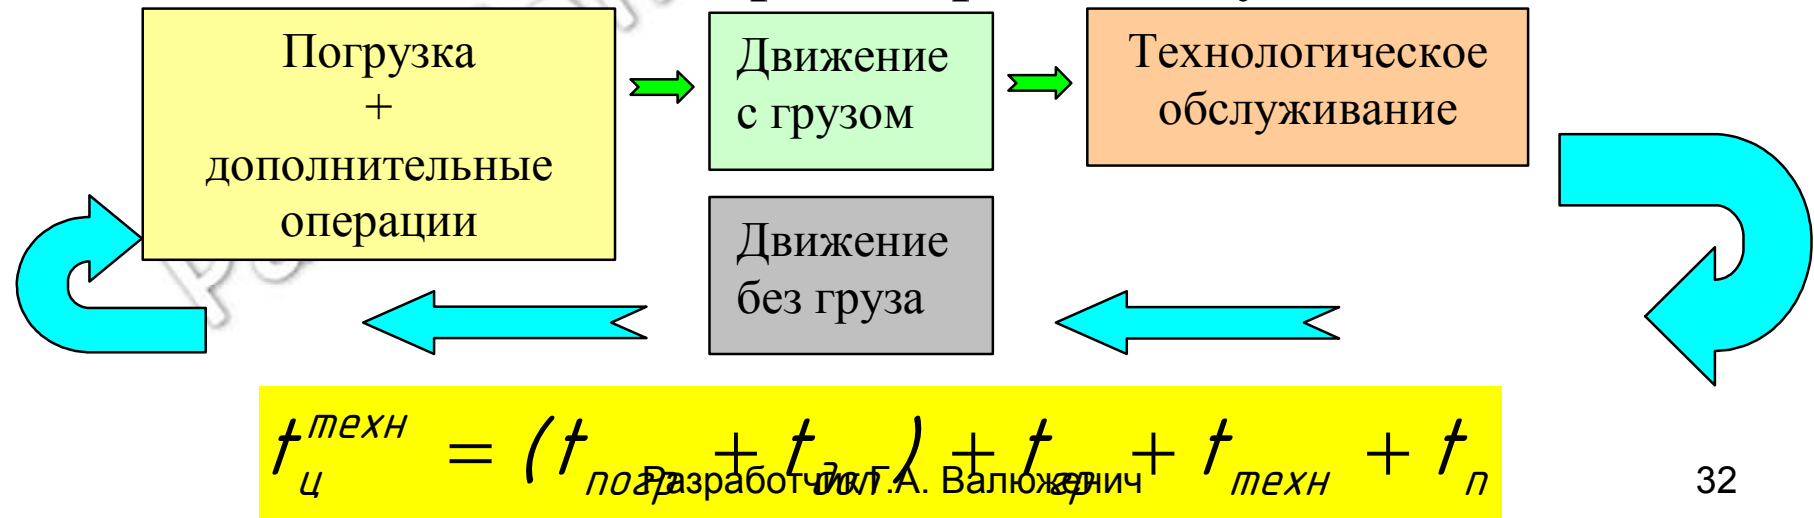 Погрузка
+
дополнительные
операции
Движение
с грузом
Технологическое
обслуживание
Движение
без груза
t_ц^техн = (t_погр + t_доп) + t_гр + t_техн + t_п
Разработчик Г.А. Валюженич
32